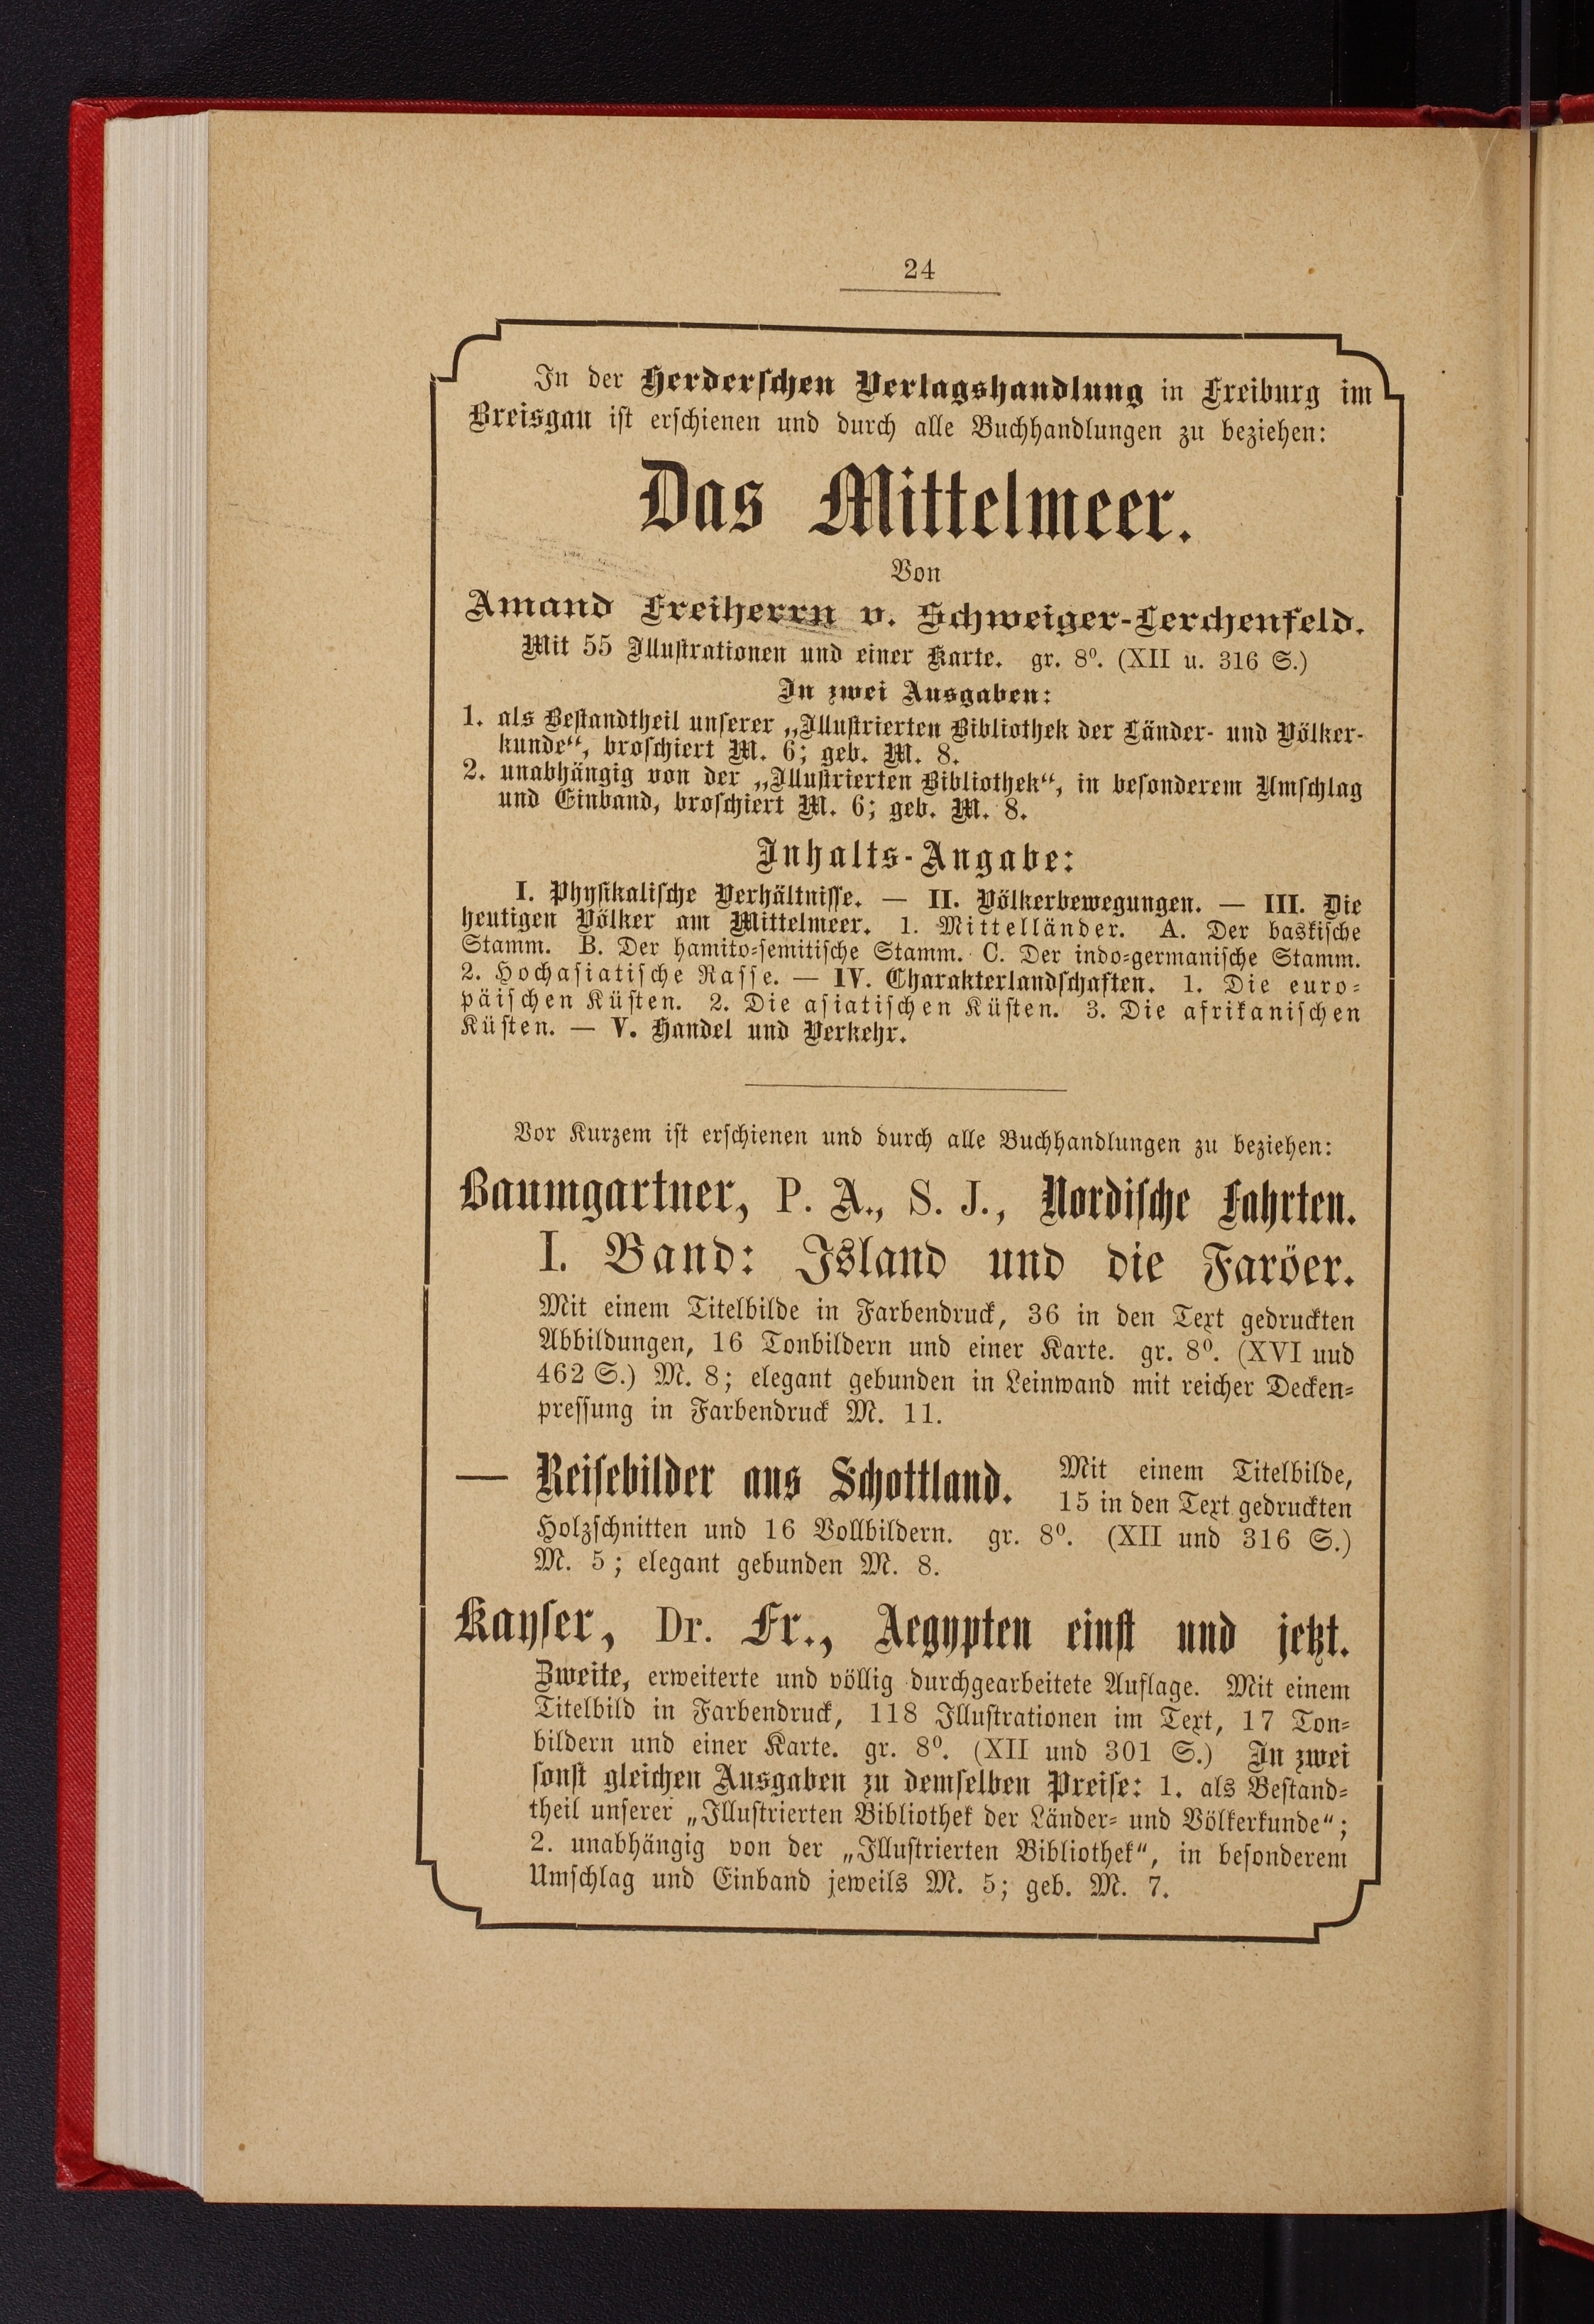 24
In der Herderschen Verlagshandlung in Freiburg im
Breisgau ist erschienen und durch alle Buchhandlungen zu beziehen:
Das Mittelmeer.
Von
Amand Freiherrn v. Schweiger-Lerchenfeld.
Mit 55 Illustrationen und einer Karte. gr. 8⁰. (XII u. 316 S.)
In zwei Ausgaben:
1. als Bestandtheil unserer „Illustrierten Bibliothek der Länder- und Völker-
kunde“, broschiert M. 6; geb. M. 8.
2. unabhängig von der „Illustrierten Bibliothek“, in besonderem Umschlag
und Einband, broschiert M. 6; geb. M. 8.
Inhalts-Angabe:
I. Physikalische Verhältnisse. — II. Völkerbewegungen. — III. Die
heutigen Völker am Mittelmeer. 1. Mittelländer. A. Der baskische
Stamm. B. Der hamito-semitische Stamm. C. Der indo-germanische Stamm.
2. Hochasiatische Rasse. — IV. Charakterlandschaften. 1. Die euro-
päischen Küsten. 2. Die asiatischen Küsten. 3. Die afrikanischen
Küsten. — V. Handel und Verkehr.
Vor Kurzem ist erschienen und durch alle Buchhandlungen zu beziehen:
Baumgartner, P. A., S. J., Nordische Fahrten.
I. Band: Island und die Faröer.
Mit einem Titelbilde in Farbendruck, 36 in den Text gedruckten
Abbildungen, 16 Tonbildern und einer Karte. gr. 8⁰. (XVI uud
462 S.) M. 8; elegant gebunden in Leinwand mit reicher Decken-
pressung in Farbendruck M. 11.
— Reisebilder aus Schottland. Mit einem Titelbilde,
15 in den Text gedruckten
Holzschnitten und 16 Vollbildern. gr. 8⁰. (XII und 316 S.)
M. 5; elegant gebunden M. 8.
Kayser, Dr. Fr., Aegypten einst und jetzt.
Zweite, erweiterte und völlig durchgearbeitete Auflage. Mit einem
Titelbild in Farbendruck, 118 Illustrationen im Text, 17 Ton-
bildern und einer Karte. gr. 8⁰. (XII und 301 S.) In zwei
sonst gleichen Ausgaben zu demselben Preise: 1. als Bestand-
theil unserer „Illustrierten Bibliothek der Länder- und Völkerkunde“;
2. unabhängig von der „Illustrierten Bibliothek“, in besonderem
Umschlag und Einband jeweils M. 5; geb. M. 7.